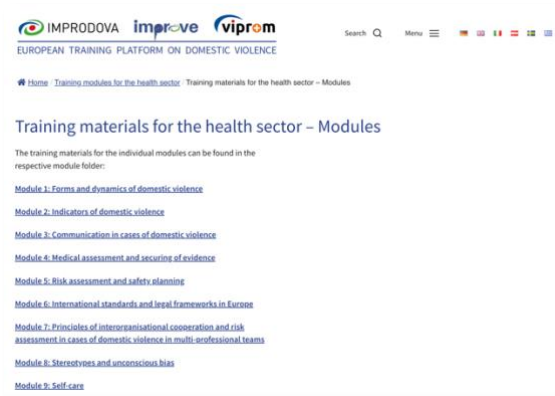 IMPRODOVA improve viprom
EUROPEAN TRAINING PLATFORM ON DOMESTIC VIOLENCE
Search Menu
Home / Training modules for the health sector / Training materials for the health sector – Modules
Training materials for the health sector – Modules
The training materials for the individual modules can be found in the
respective module folder:
Module 1: Forms and dynamics of domestic violence
Module 2: Indicators of domestic violence
Module 3: Communication in cases of domestic violence
Module 4: Medical assessment and securing of evidence
Module 5: Risk assessment and safety planning
Module 6: International standards and legal frameworks in Europe
Module 7: Principles of interorganisational cooperation and risk
assessment in cases of domestic violence in multi-professional teams
Module 8: Stereotypes and unconscious bias
Module 9: Self-care